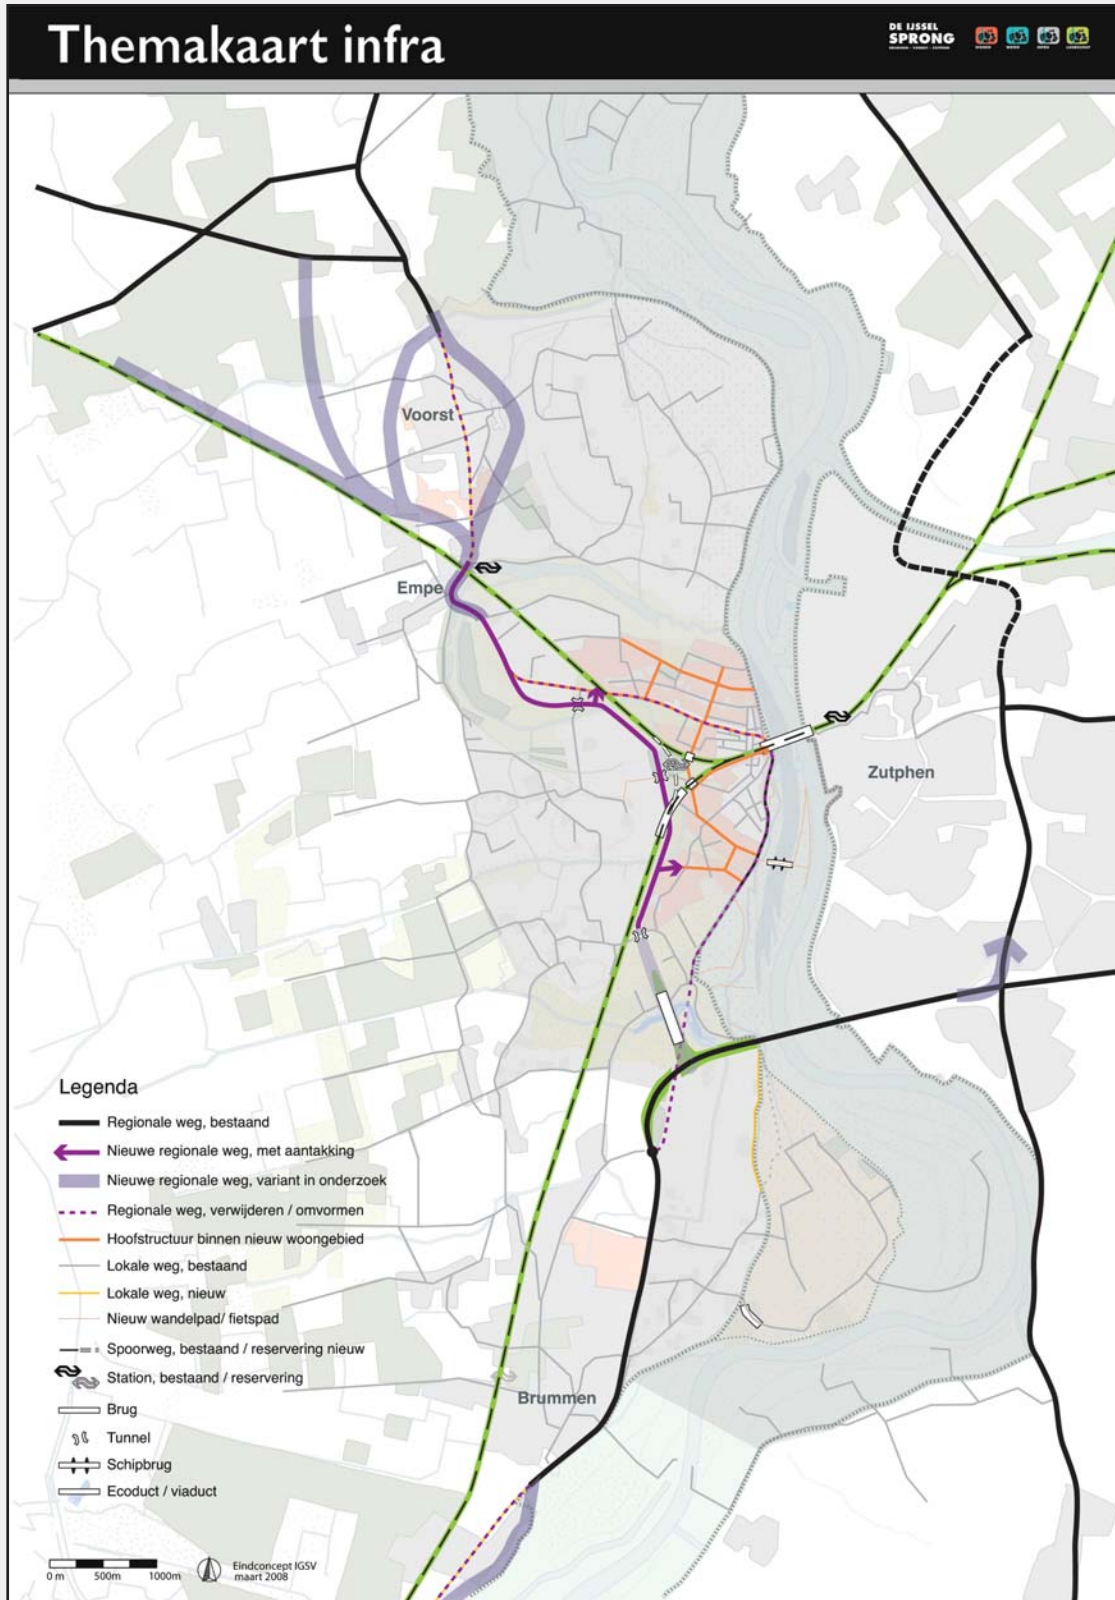 Themakaart infra
DE IJSSEL
SPRONG
Voorst
Empe
Zutphen
Brummen
Legenda
Regionale weg, bestaand
Nieuwe regionale weg, met aantakking
Nieuwe regionale weg, variant in onderzoek
Regionale weg, verwijderen / omvormen
Hoofstructuur binnen nieuw woongebied
Lokale weg, bestaand
Lokale weg, nieuw
Nieuw wandelpad/ fietspad
Spoorweg, bestaand / reservering nieuw
Station, bestaand / reservering
Brug
Tunnel
Schipbrug
Ecoduct / viaduct
0 m 500m 1000m
Eindconcept IGSV
maart 2008